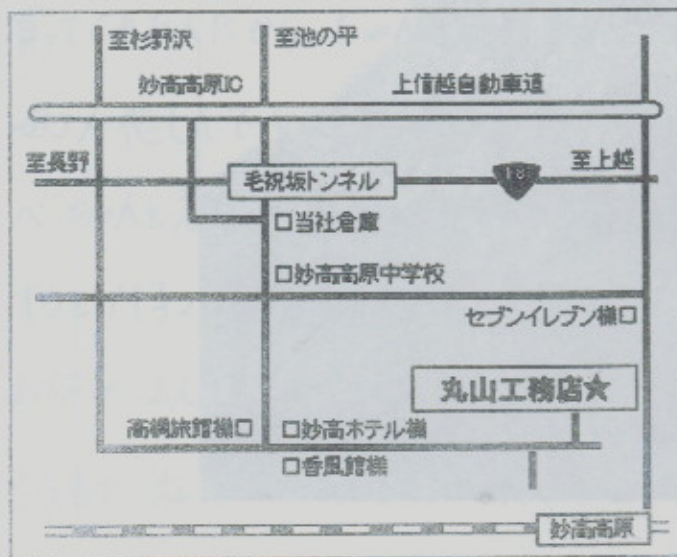 至杉野沢
至池の平
妙高高原IC
上信越自動車道
至長野
毛祝坂トンネル
18
至上越
□当社倉庫
□妙高高原中学校
セブンイレブン様□
丸山工務店★
高橋旅館様□
□妙高ホテル様
□香風館様
妙高高原